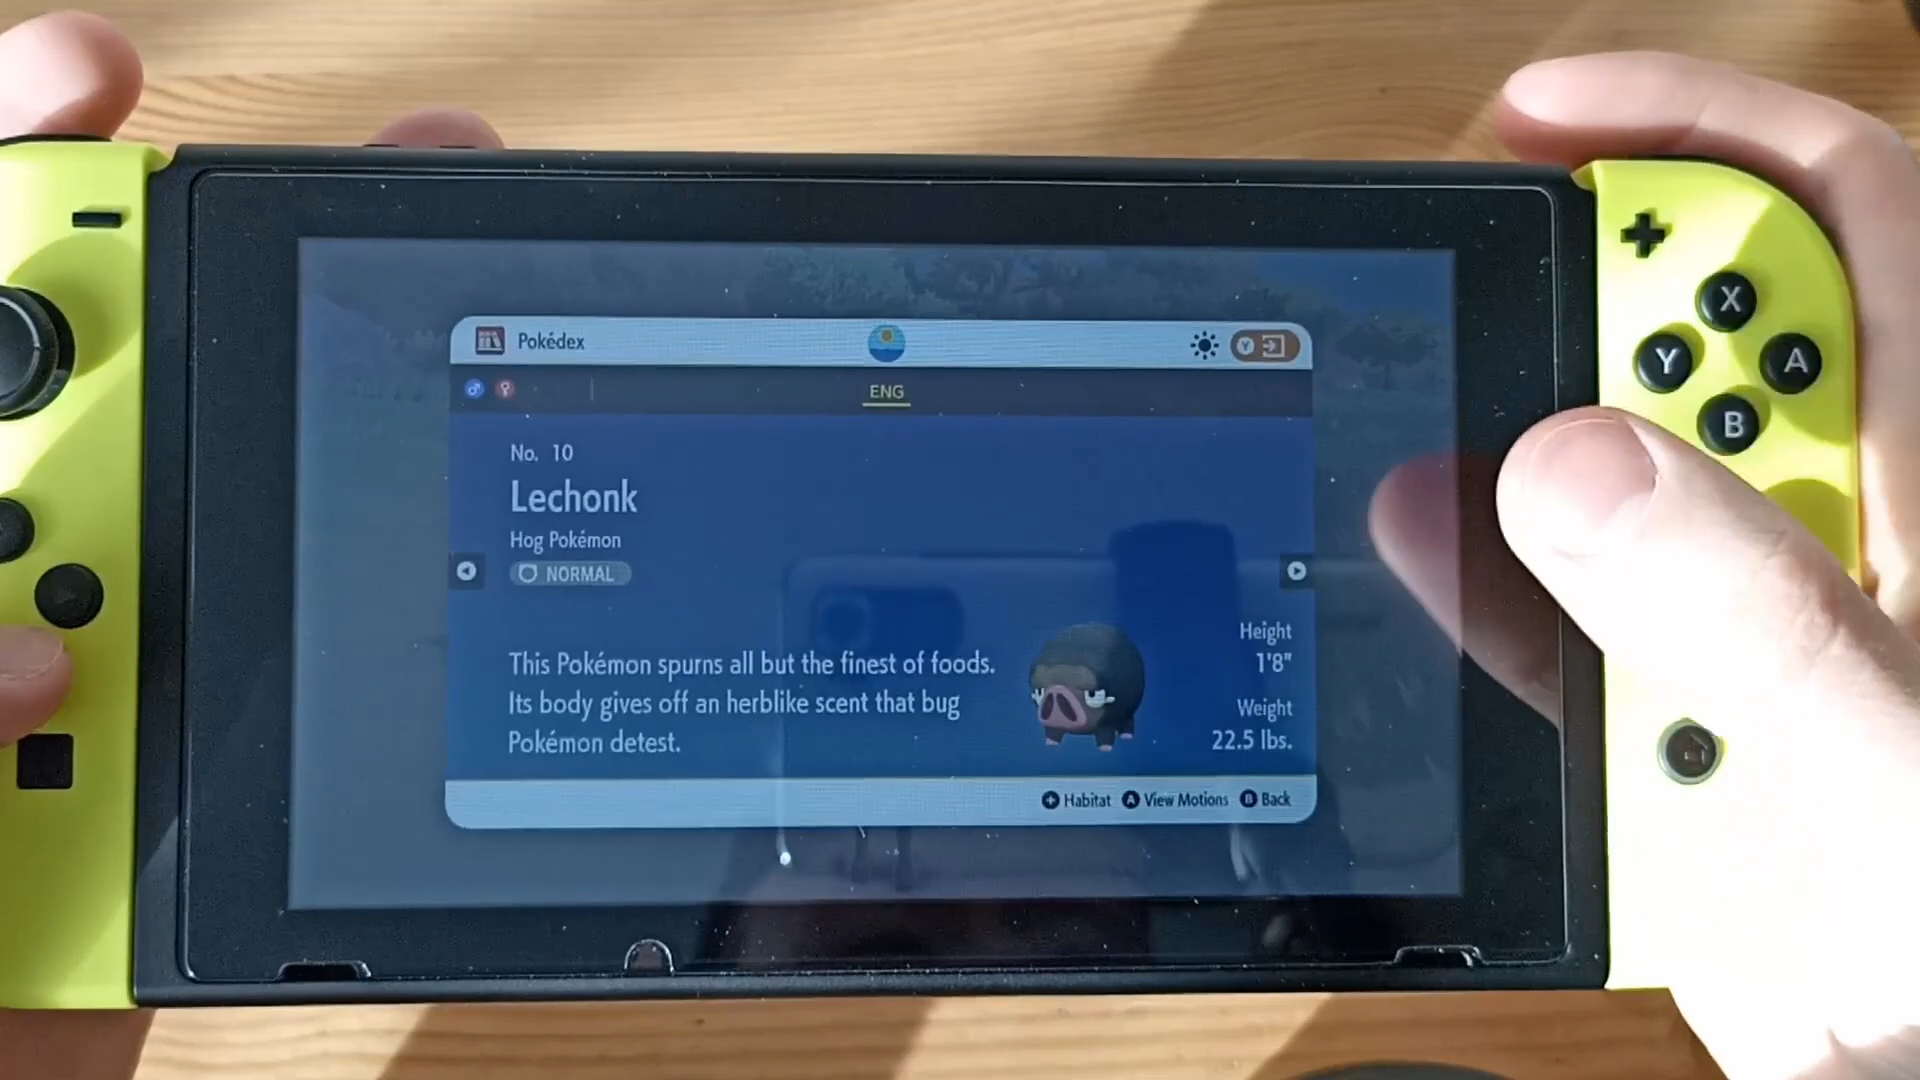 Pokédex
Y
ENG
No. 10
Lechonk
Hog Pokémon
NORMAL
This Pokémon spurns all but the finest of foods.
Its body gives off an herblike scent that bug
Pokémon detest.
Height
1'8"
Weight
22.5 lbs.
Habitat A View Motions B Back
X
Y
A
B